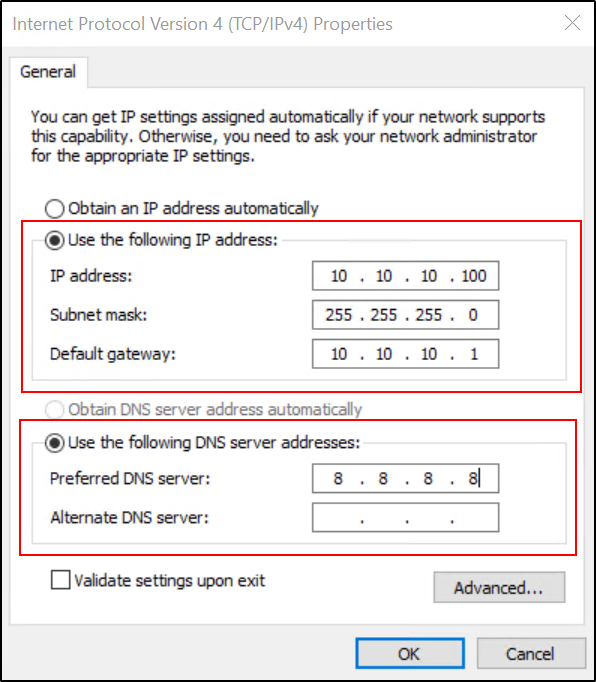 Internet Protocol Version 4 (TCP/IPv4) Properties
General
You can get IP settings assigned automatically if your network supports
this capability. Otherwise, you need to ask your network administrator
for the appropriate IP settings.
Obtain an IP address automatically
Use the following IP address:
IP address: 10 . 10 . 10 . 100
Subnet mask: 255 . 255 . 255 . 0
Default gateway: 10 . 10 . 10 . 1
Obtain DNS server address automatically
Use the following DNS server addresses:
Preferred DNS server: 8 . 8 . 8 . 8
Alternate DNS server: . . .
Validate settings upon exit
Advanced...
OK Cancel